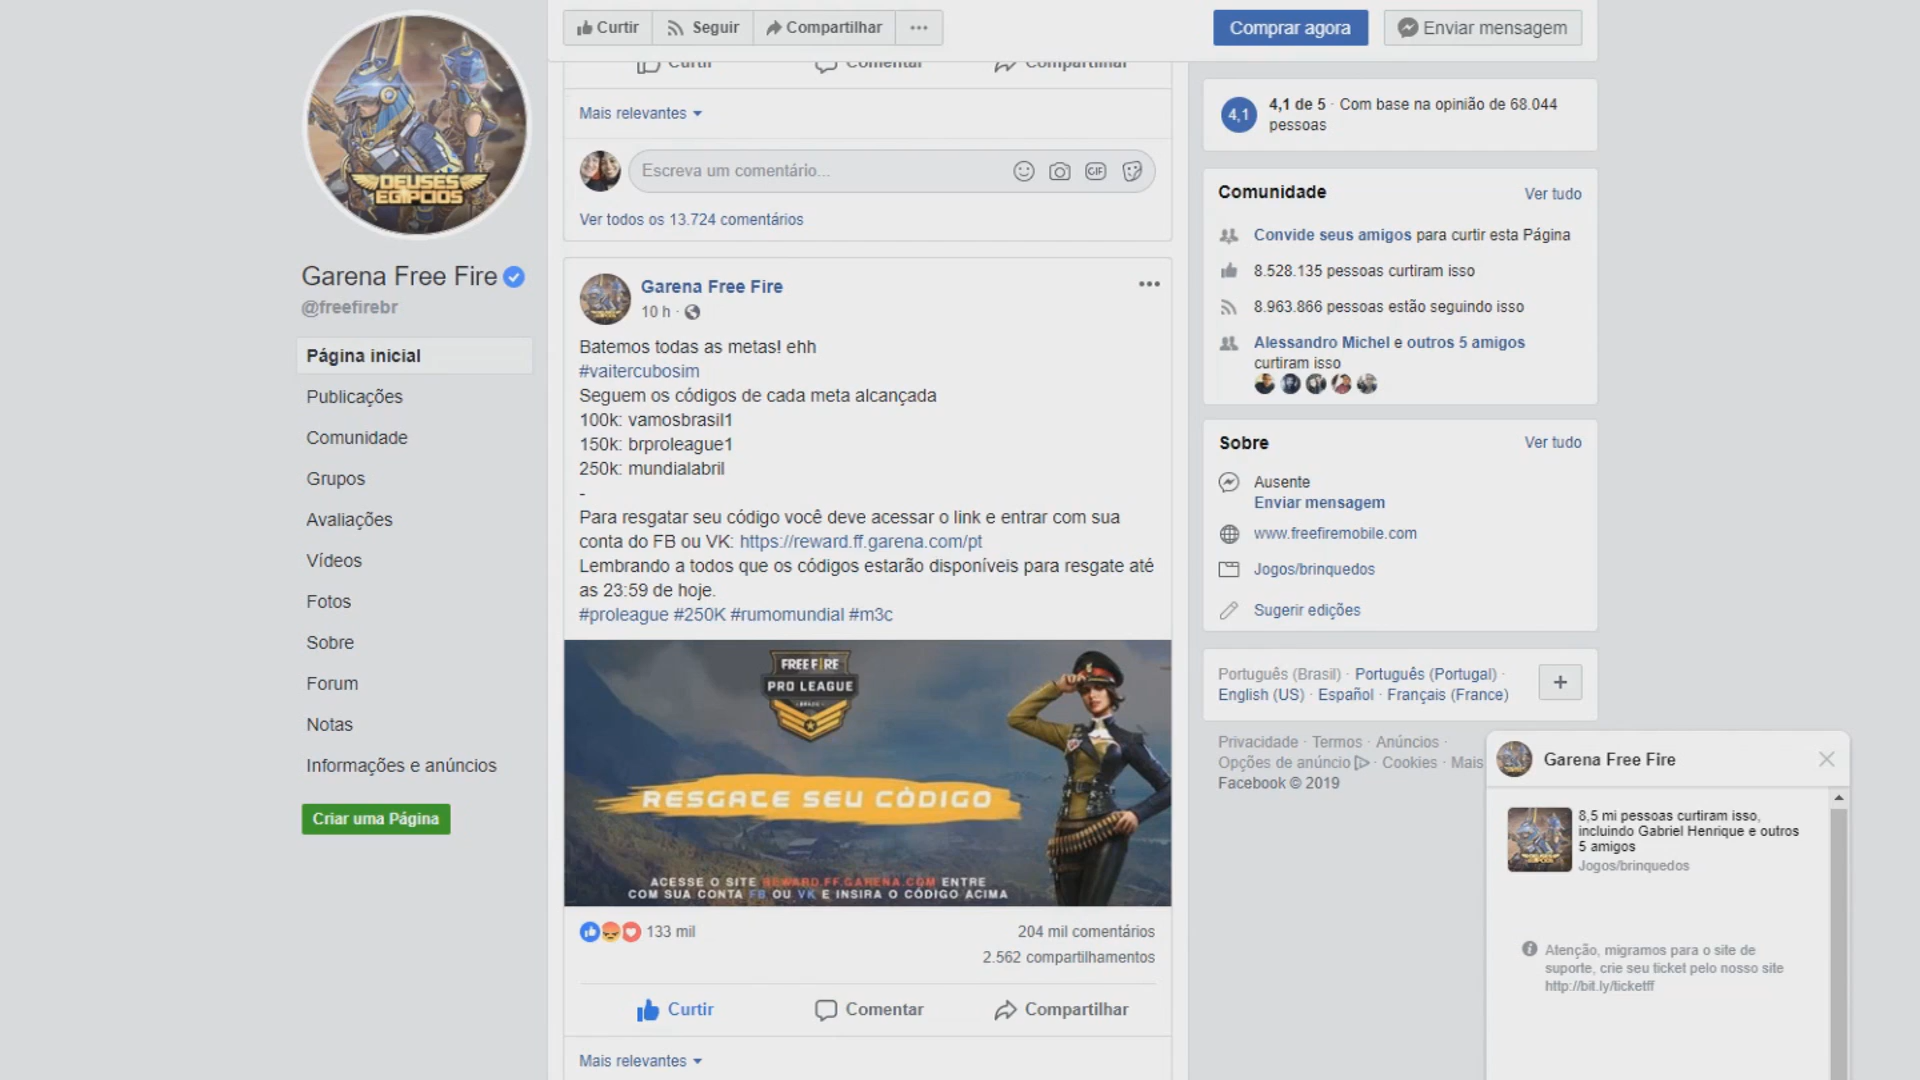 DEUSES
EGÍPCIOS
Garena Free Fire
@freefirebr
Página inicial
Publicações
Comunidade
Grupos
Avaliações
Vídeos
Fotos
Sobre
Forum
Notas
Informações e anúncios
Criar uma Página
Curtir
Seguir
Compartilhar
Comprar agora
Enviar mensagem
Curtir
Comentar
Compartilhar
Mais relevantes
Escreva um comentário...
GIF
Ver todos os 13.724 comentários
Garena Free Fire
10 h ·
Batemos todas as metas! ehh
#vaitercubosim
Seguem os códigos de cada meta alcançada
100k: vamosbrasil1
150k: brproleague1
250k: mundialabril
-
Para resgatar seu código você deve acessar o link e entrar com sua
conta do FB ou VK: https://reward.ff.garena.com/pt
Lembrando a todos que os códigos estarão disponíveis para resgate até
as 23:59 de hoje.
#proleague #250K #rumomundial #m3c
FREE FIRE
PRO LEAGUE
BRASIL
RESGATE SEU CÓDIGO
ACESSE O SITE REWARD.FF.GARENA.COM ENTRE
COM SUA CONTA FB OU VK E INSIRA O CÓDIGO ACIMA
133 mil
204 mil comentários
2.562 compartilhamentos
Curtir
Comentar
Compartilhar
Mais relevantes
4,1
4,1 de 5 · Com base na opinião de 68.044
pessoas
Comunidade
Ver tudo
Convide seus amigos para curtir esta Página
8.528.135 pessoas curtiram isso
8.963.866 pessoas estão seguindo isso
Alessandro Michel e outros 5 amigos
curtiram isso
Sobre
Ver tudo
Ausente
Enviar mensagem
www.freefiremobile.com
Jogos/brinquedos
Sugerir edições
Português (Brasil) · Português (Portugal) ·
English (US) · Español · Français (France)
+
Privacidade · Termos · Anúncios ·
Opções de anúncio · Cookies · Mais
Facebook © 2019
Garena Free Fire
8,5 mi pessoas curtiram isso,
incluindo Gabriel Henrique e outros
5 amigos
Jogos/brinquedos
Atenção, migramos para o site de
suporte, crie seu ticket pelo nosso site
http://bit.ly/ticketff